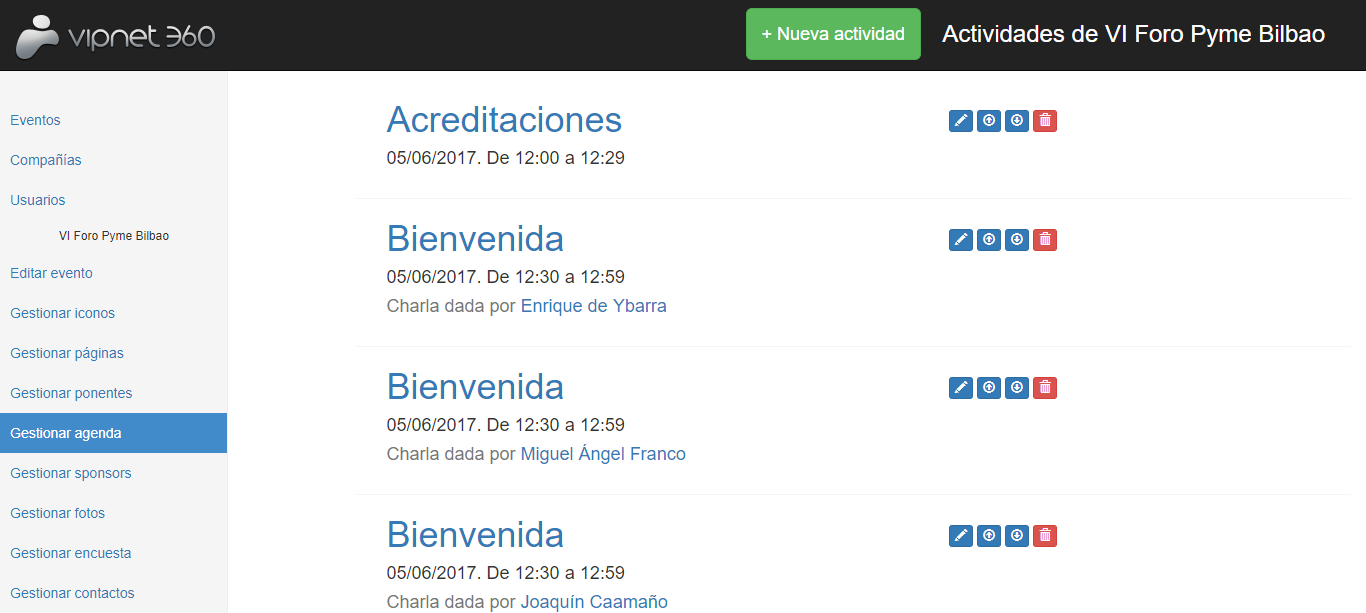 vipnet 360
+ Nueva actividad
Actividades de VI Foro Pyme Bilbao
Eventos
Compañías
Usuarios
VI Foro Pyme Bilbao
Editar evento
Gestionar iconos
Gestionar páginas
Gestionar ponentes
Gestionar agenda
Gestionar sponsors
Gestionar fotos
Gestionar encuesta
Gestionar contactos
Acreditaciones
05/06/2017. De 12:00 a 12:29
Bienvenida
05/06/2017. De 12:30 a 12:59
Charla dada por Enrique de Ybarra
Bienvenida
05/06/2017. De 12:30 a 12:59
Charla dada por Miguel Ángel Franco
Bienvenida
05/06/2017. De 12:30 a 12:59
Charla dada por Joaquín Caamaño